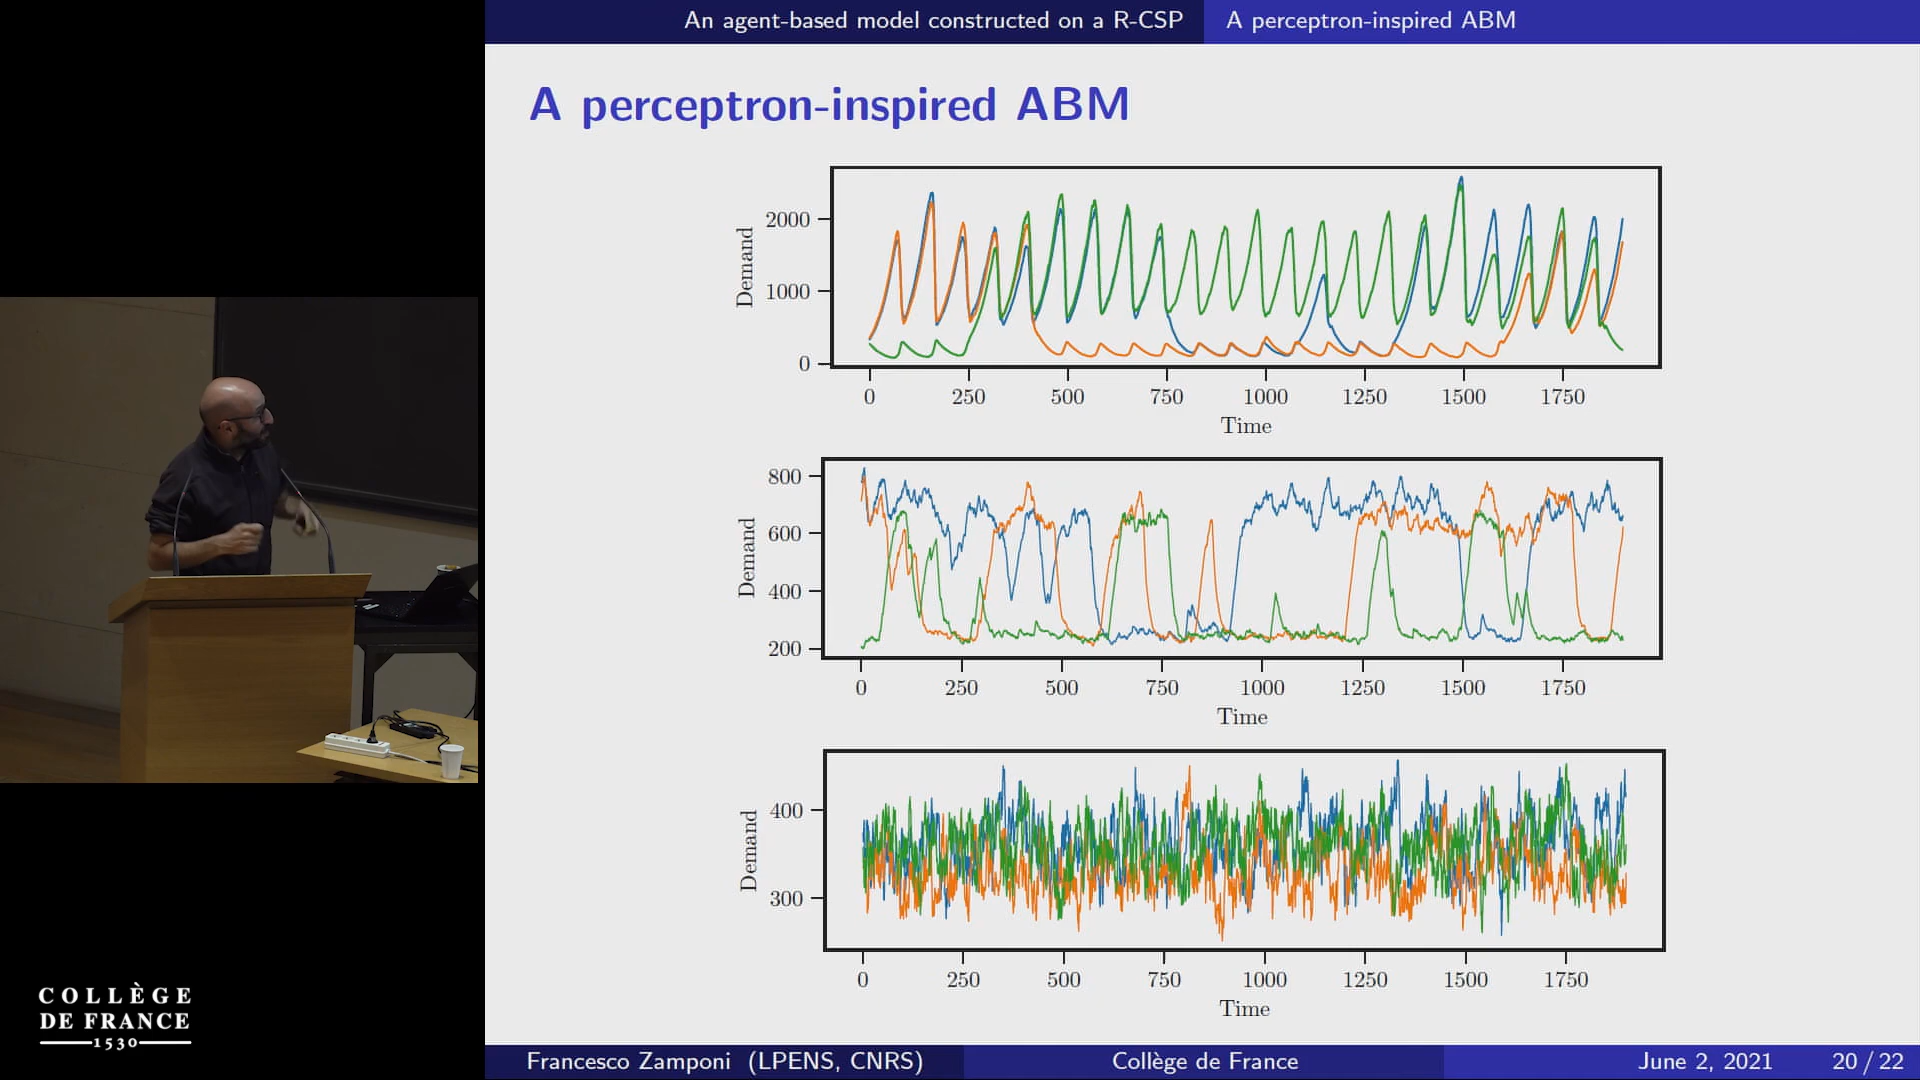 An agent-based model constructed on a R-CSP
A perceptron-inspired ABM
A perceptron-inspired ABM
2000
1000
0
Demand
0 250 500 750 1000 1250 1500 1750
Time
800
600
400
200
Demand
0 250 500 750 1000 1250 1500 1750
Time
400
300
Demand
0 250 500 750 1000 1250 1500 1750
Time
COLLÈGE
DE FRANCE
1530
Francesco Zamponi (LPENS, CNRS)
Collège de France
June 2, 2021
20 / 22